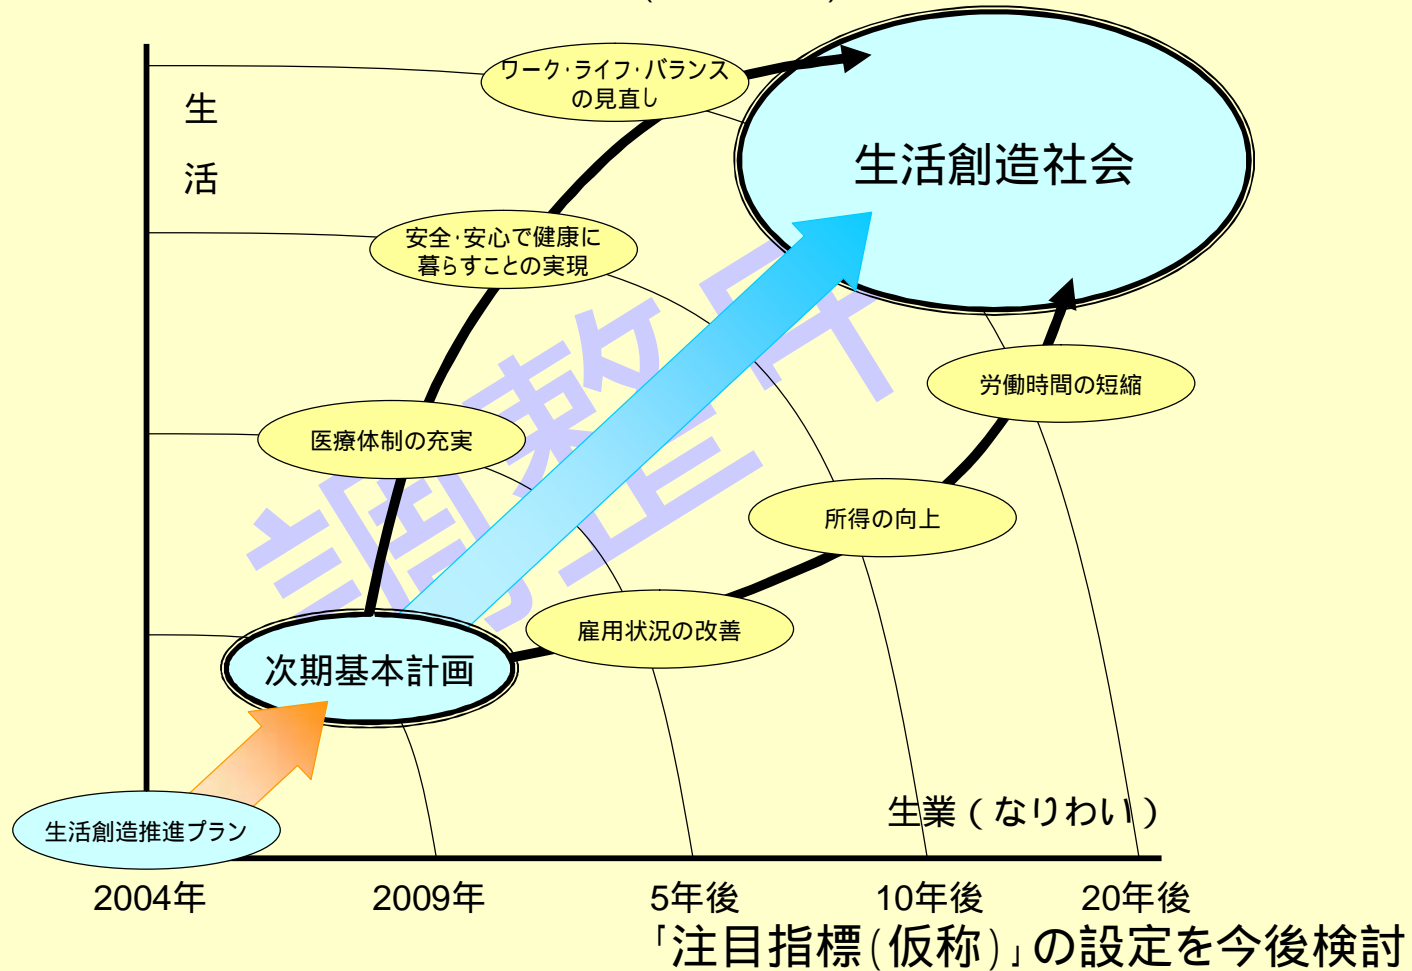 ワーク・ライフ・バランス
の見直し
生
活
生活創造社会
安全・安心で健康に
暮らすことの実現
労働時間の短縮
医療体制の充実
所得の向上
雇用状況の改善
次期基本計画
生業(なりわい)
生活創造推進プラン
2004年
2009年
5年後
10年後
20年後
「注目指標(仮称)」の設定を今後検討
調整